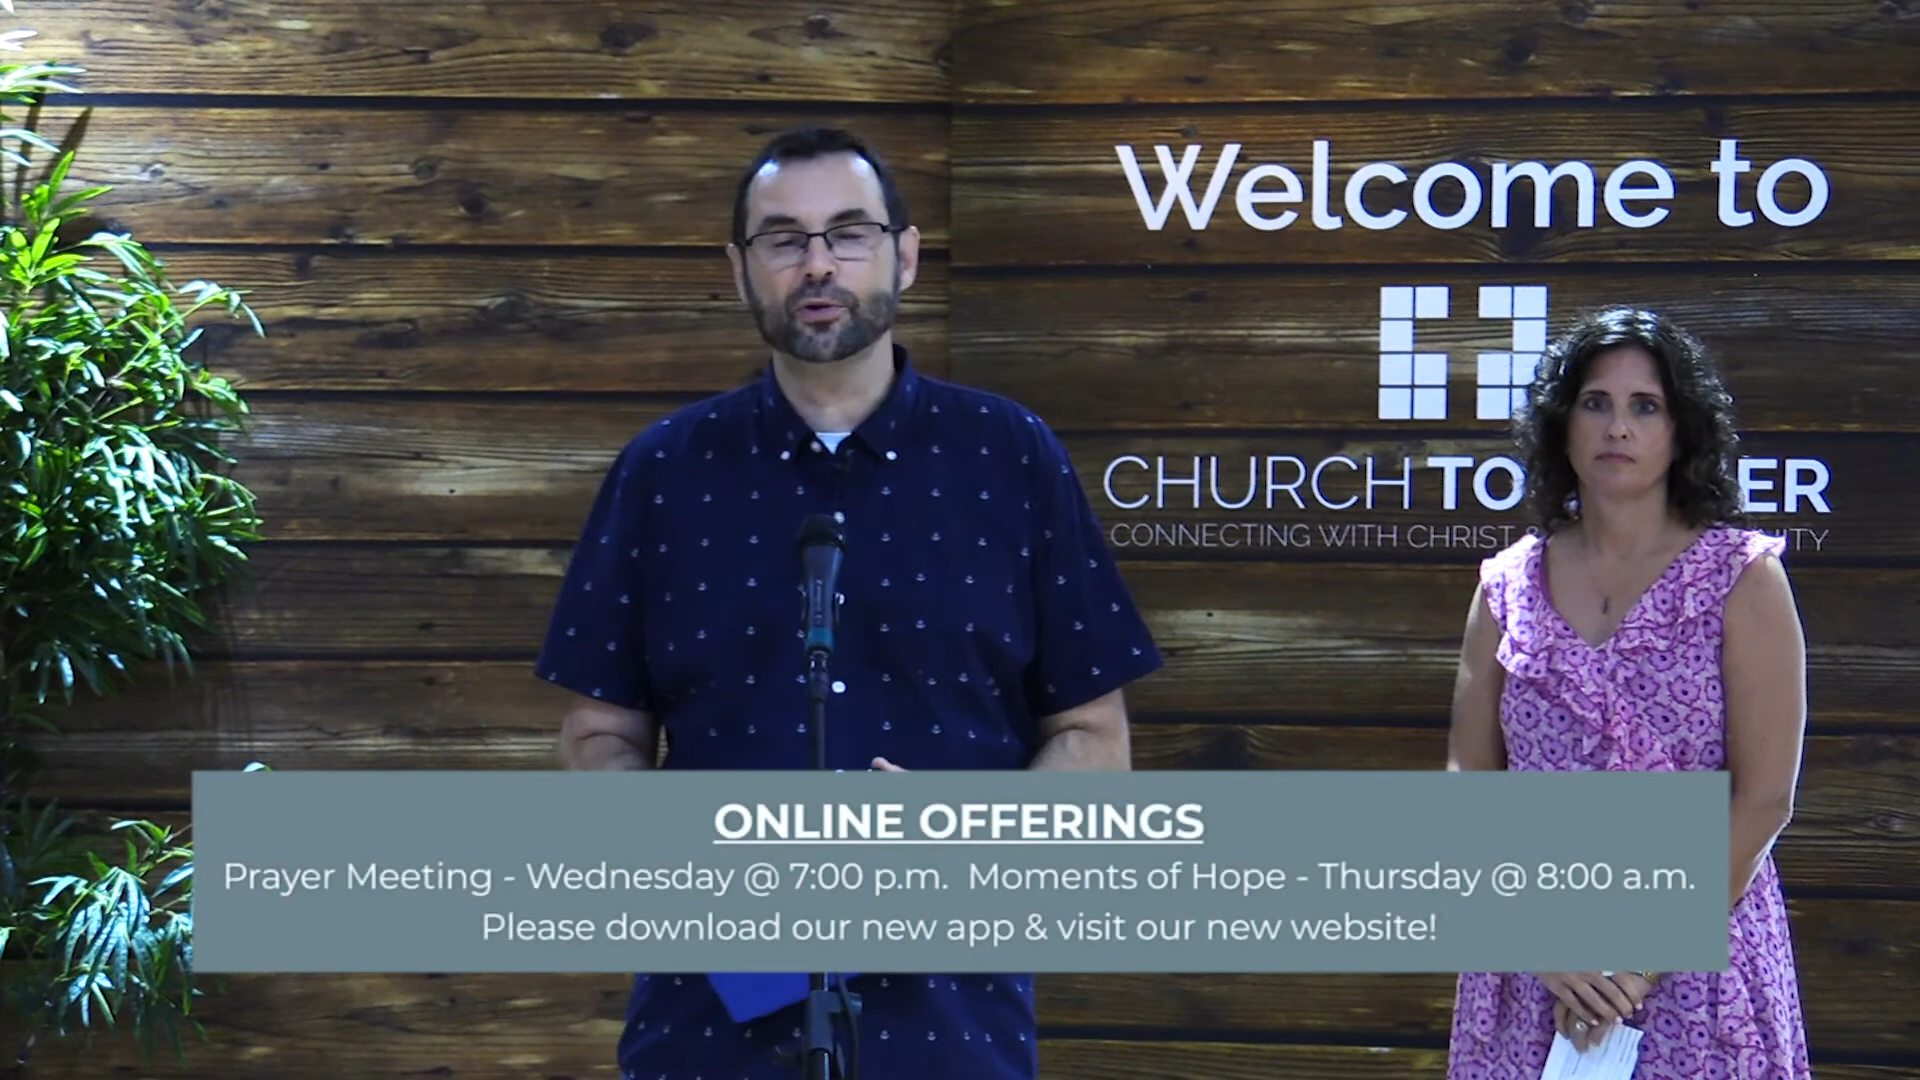 Welcome to
CHURCH TO ER
CONNECTING WITH CHRIST
ONLINE OFFERINGS
Prayer Meeting - Wednesday @ 7:00 p.m. Moments of Hope - Thursday @ 8:00 a.m.
Please download our new app & visit our new website!